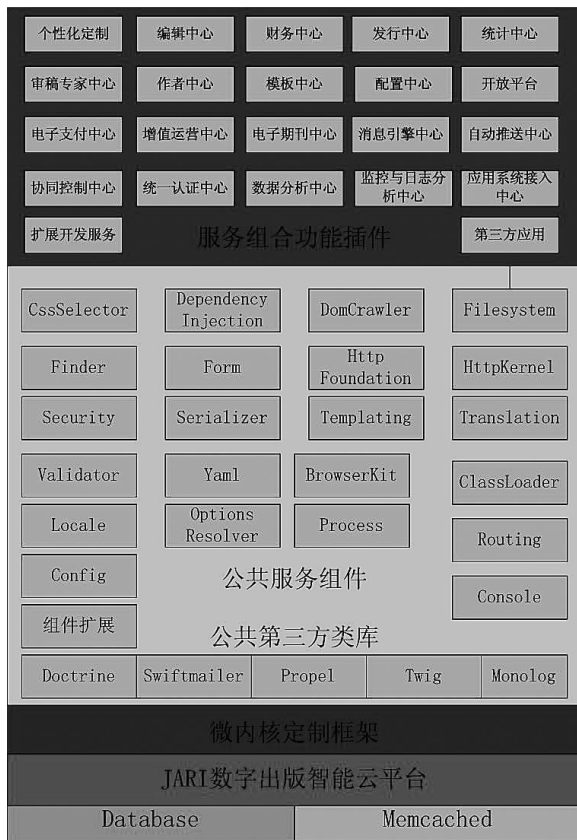 个性化定制
编辑中心
财务中心
发行中心
统计中心
审稿专家中心
作者中心
模板中心
配置中心
开放平台
电子支付中心
增值运营中心
电子期刊中心
消息引擎中心
自动推送中心
协同控制中心
统一认证中心
数据分析中心
监控与日志分
析中心
应用系统接入
中心
扩展开发服务
服务组合功能插件
第三方应用
CssSelector
Dependency
Injection
DomCrawler
Filesystem
Finder
Form
Http
Foundation
HttpKernel
Security
Serializer
Templating
Translation
Validator
Yaml
BrowserKit
ClassLoader
Locale
Options
Resolver
Process
Routing
Config
公共服务组件
Console
组件扩展
公共第三方类库
Doctrine
Swiftmailer
Propel
Twig
Monolog
微内核定制框架
JARI数字出版智能云平台
Database
Memcached